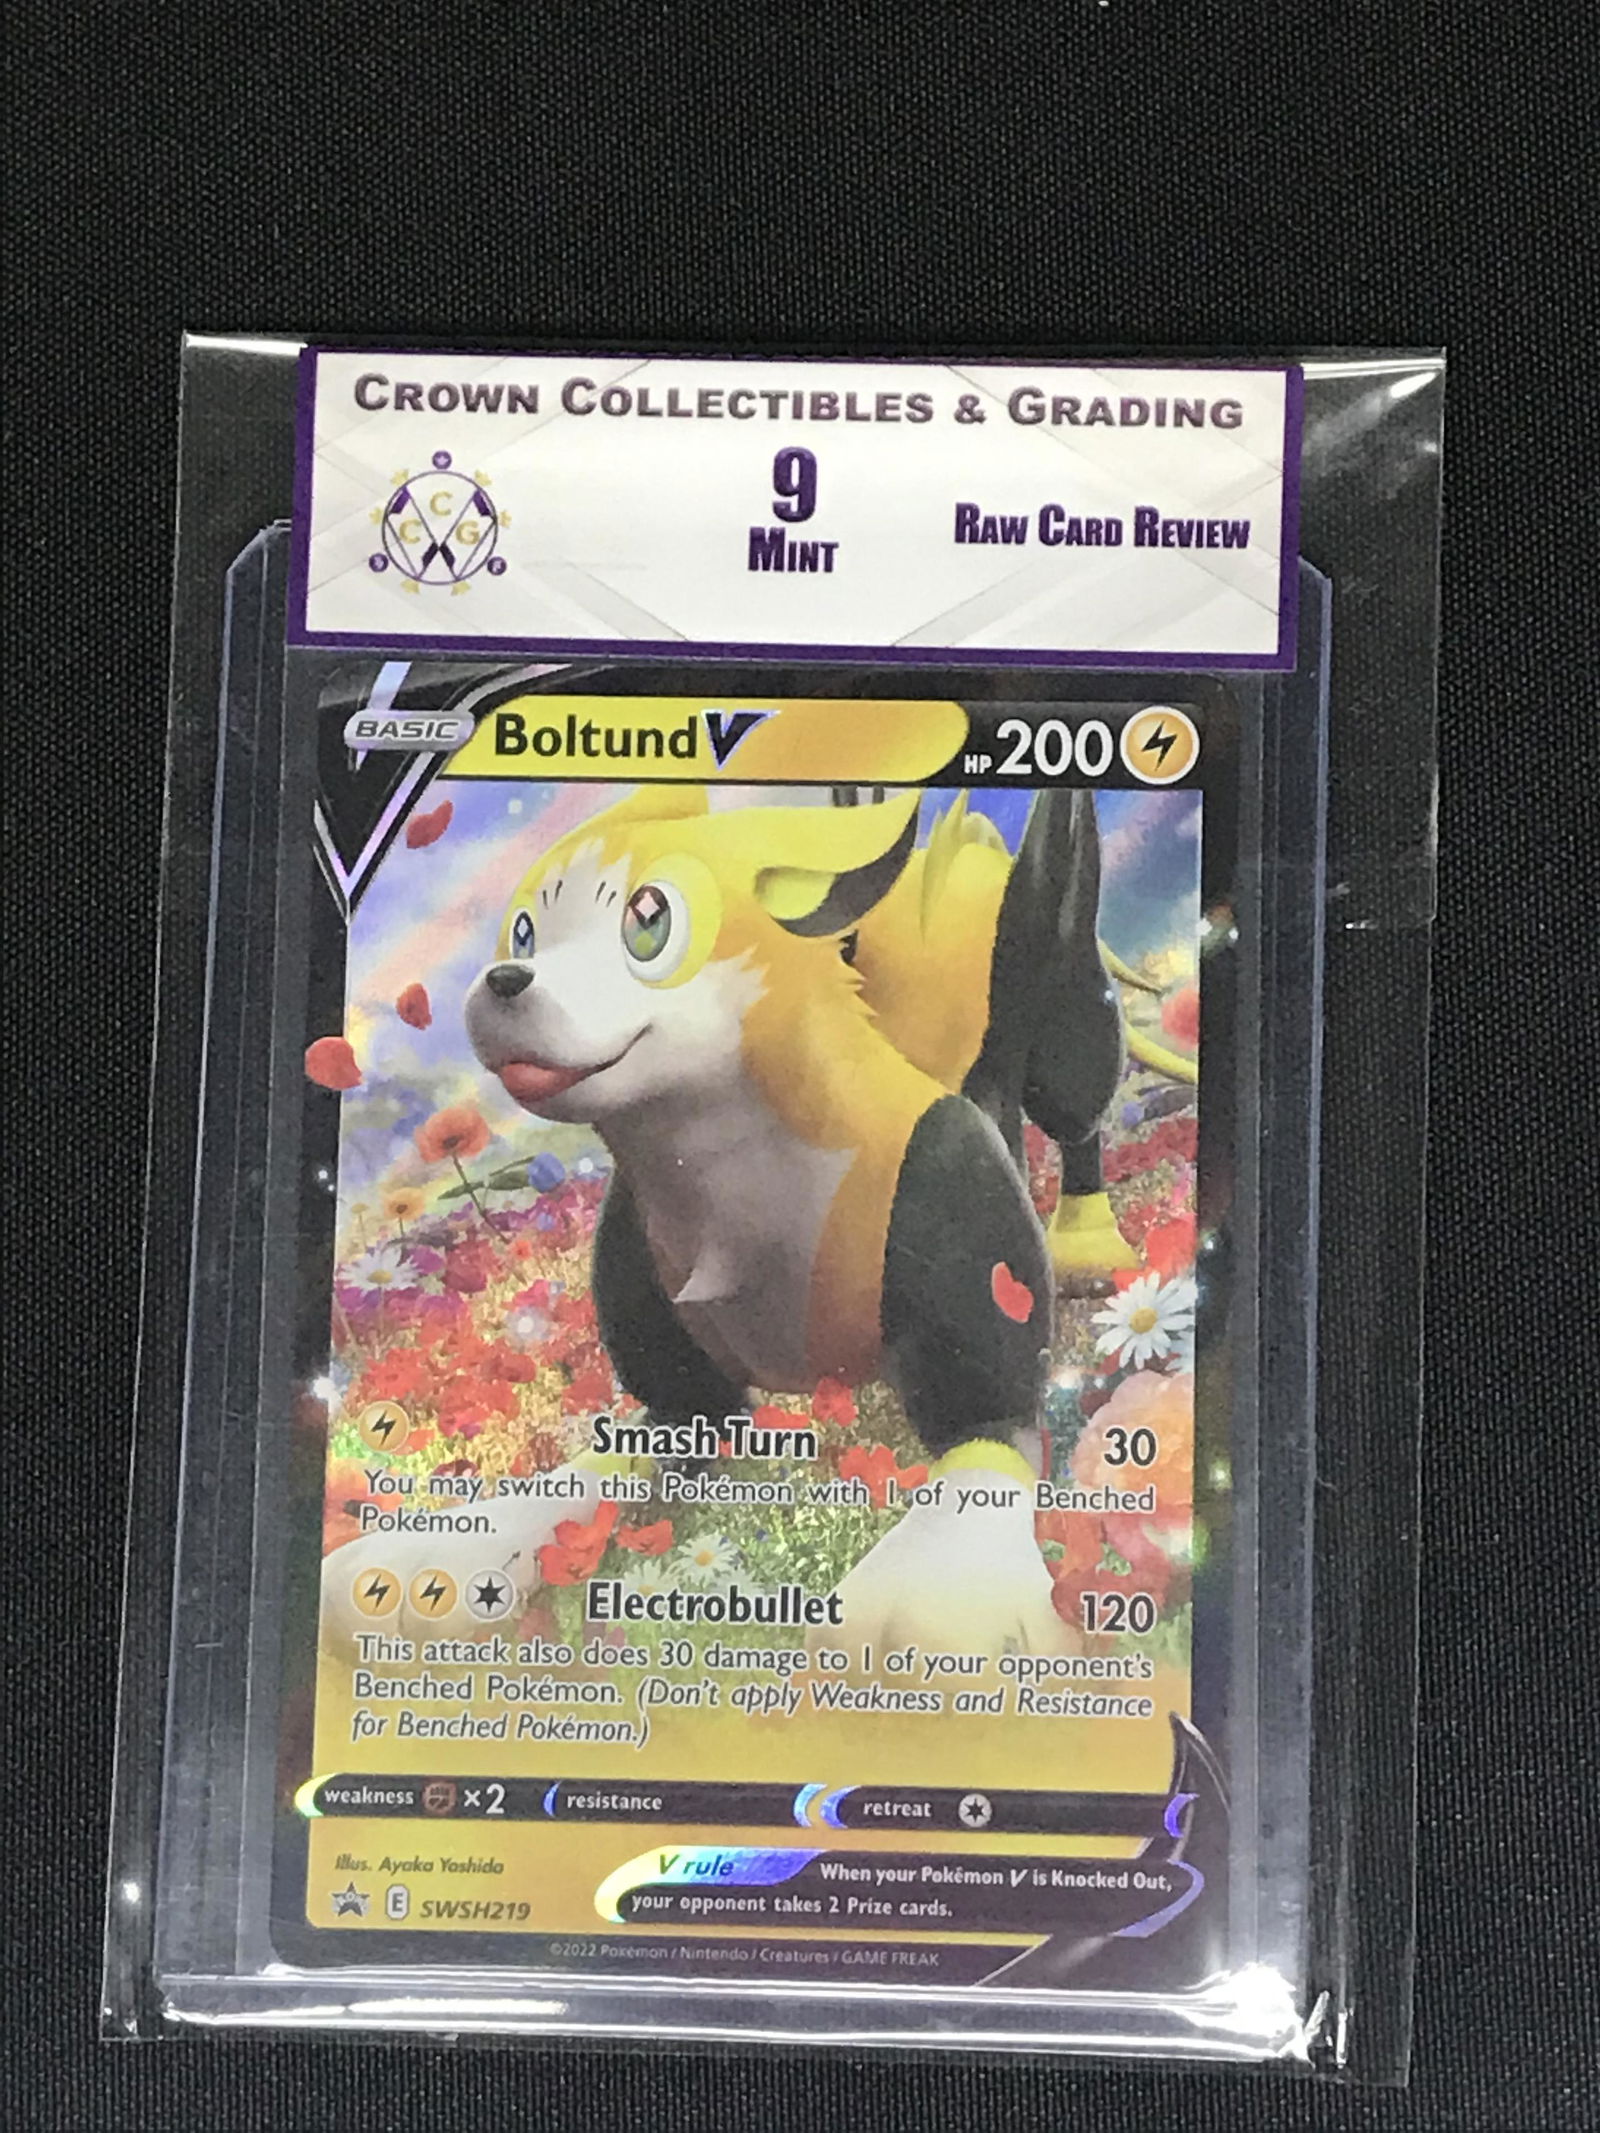 CROWN COLLECTIBLES & GRADING
C C G
9
MINT
RAW CARD REVIEW
BASIC
Boltund V
HP 200
Smash Turn 30
You may switch this Pokémon with 1 of your Benched
Pokémon.
Electrobullet 120
This attack also does 30 damage to 1 of your opponent's
Benched Pokémon. (Don't apply Weakness and Resistance
for Benched Pokémon.)
weakness ×2 resistance retreat
Illus. Ayaka Yoshida
V rule When your Pokémon V is Knocked Out,
your opponent takes 2 Prize cards.
E SWSH219
©2022 Pokémon / Nintendo / Creatures / GAME FREAK